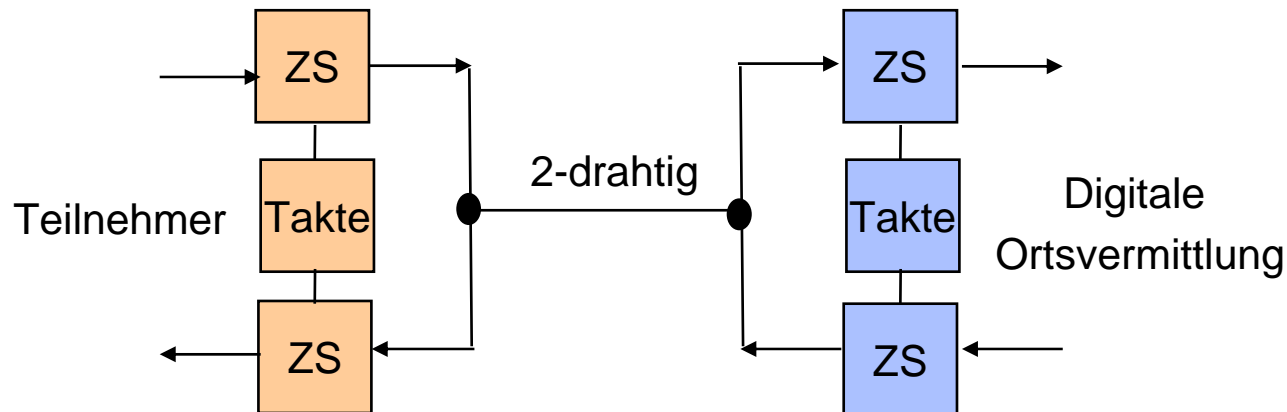 ZS
ZS
2-drahtig
Teilnehmer
Takte
Takte
Digitale
Ortsvermittlung
ZS
ZS